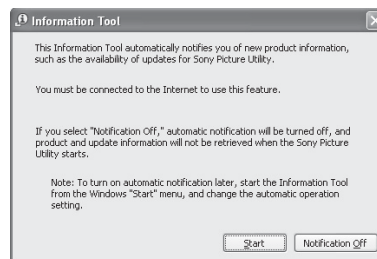 Information Tool
This Information Tool automatically notifies you of new product information,
such as the availability of updates for Sony Picture Utility.
You must be connected to the Internet to use this feature.
If you select "Notification Off," automatic notification will be turned off, and
product and update information will not be retrieved when the Sony Picture
Utility starts.
Note: To turn on automatic notification later, start the Information Tool
from the Windows "Start" menu, and change the automatic operation
setting.
Start Notification Off